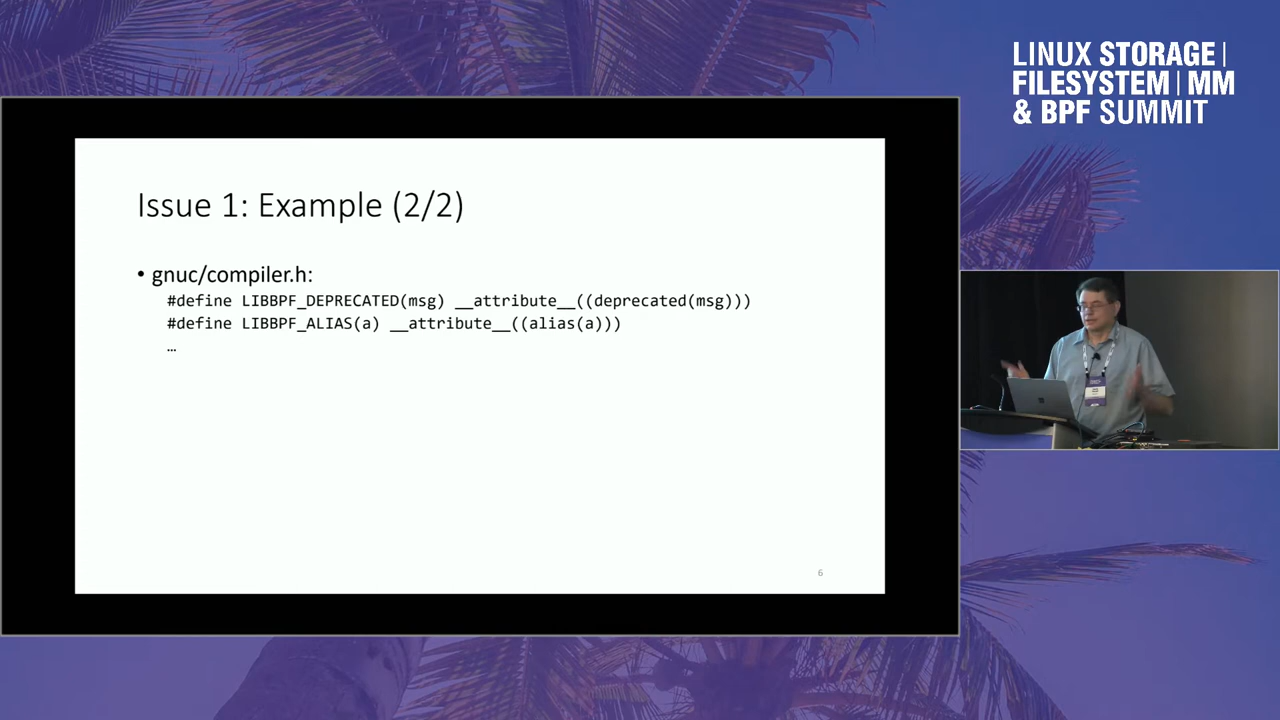 LINUX STORAGE |
FILESYSTEM | MM
& BPF SUMMIT
Issue 1: Example (2/2)
• gnuc/compiler.h:
#define LIBBPF_DEPRECATED(msg) __attribute__((deprecated(msg)))
#define LIBBPF_ALIAS(a) __attribute__((alias(a)))
…
6